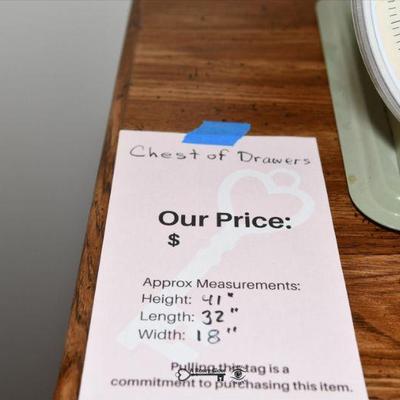 Chest of Drawers
Our Price:
$
Approx Measurements:
Height: 41"
Length: 32"
Width: 18"
Pulling this tag is a
commitment to purchasing this item.